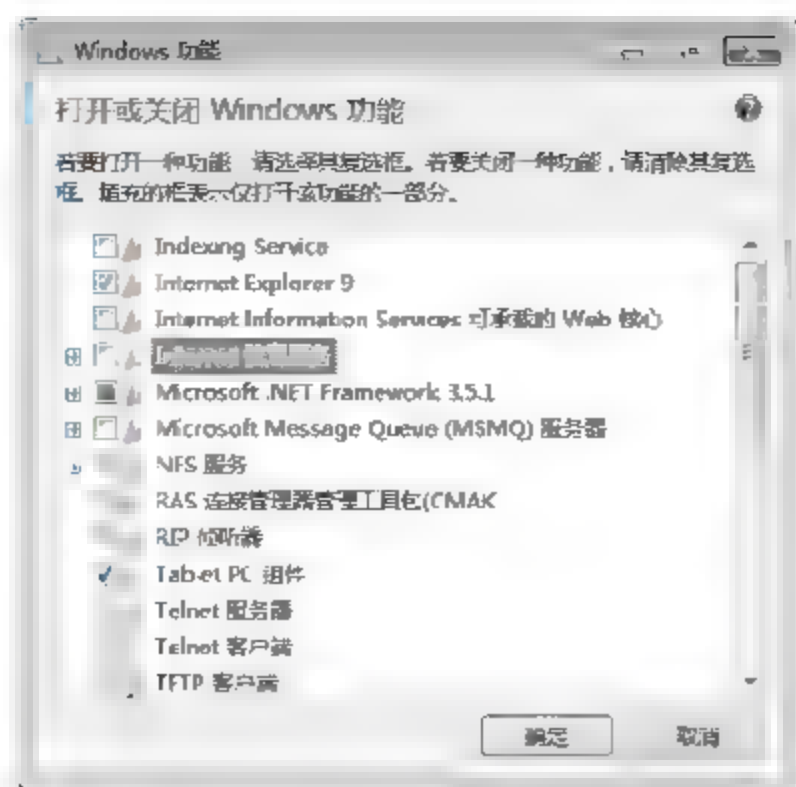 Windows 功能
打开或关闭 Windows 功能
若要打开一种功能，请选择其复选框。若要关闭一种功能，请清除其复选
框。填充的框表示仅打开该功能的一部分。
Indexing Service
Internet Explorer 9
Internet Information Services 可承载的 Web 核心
Internet
Microsoft .NET Framework 3.5.1
Microsoft Message Queue (MSMQ) 服务器
NFS 服务
RAS 连接管理器管理工具包(CMAK
RIP 侦听器
Tablet PC 组件
Telnet 服务器
Telnet 客户端
TFTP 客户端
确定 取消